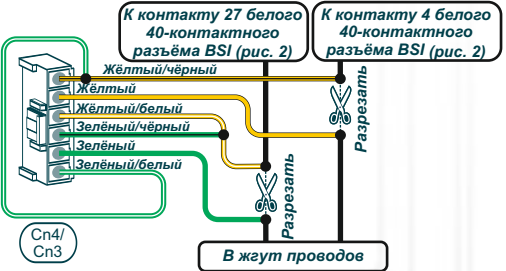 К контакту 27 белого
40-контактного
разъёма BSI (рис. 2)
К контакту 4 белого
40-контактного
разъёма BSI (рис. 2)
Жёлтый/чёрный
Жёлтый
Жёлтый/белый
Зелёный/чёрный
Зелёный
Зелёный/белый
Разрезать
Разрезать
Cn4/
Cn3
В жгут проводов